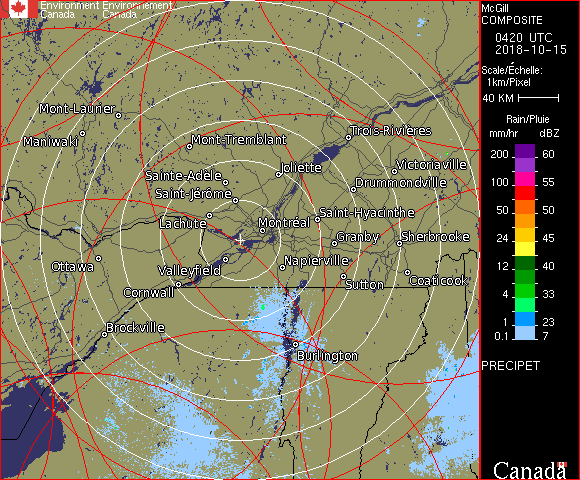 Environment Environnement
Canada Canada
McGill
COMPOSITE
0420 UTC
2018-10-15
Scale/Échelle:
1km/Pixel
40 KM
Rain/Pluie
mm/hr dBZ
200 60
100 55
50 50
24 45
12 40
4 33
1 23
0.1 7
PRECIPET
Canada
Mont-Laurier
Maniwaki
Mont-Tremblant
Trois-Rivières
Joliette
Victoriaville
Sainte-Adèle
Drummondville
Saint-Jérôme
Saint-Hyacinthe
Lachute
Montréal
Granby
Sherbrooke
Ottawa
Valleyfield
Napierville
Cornwall
Sutton
Coaticook
Brockville
Burlington